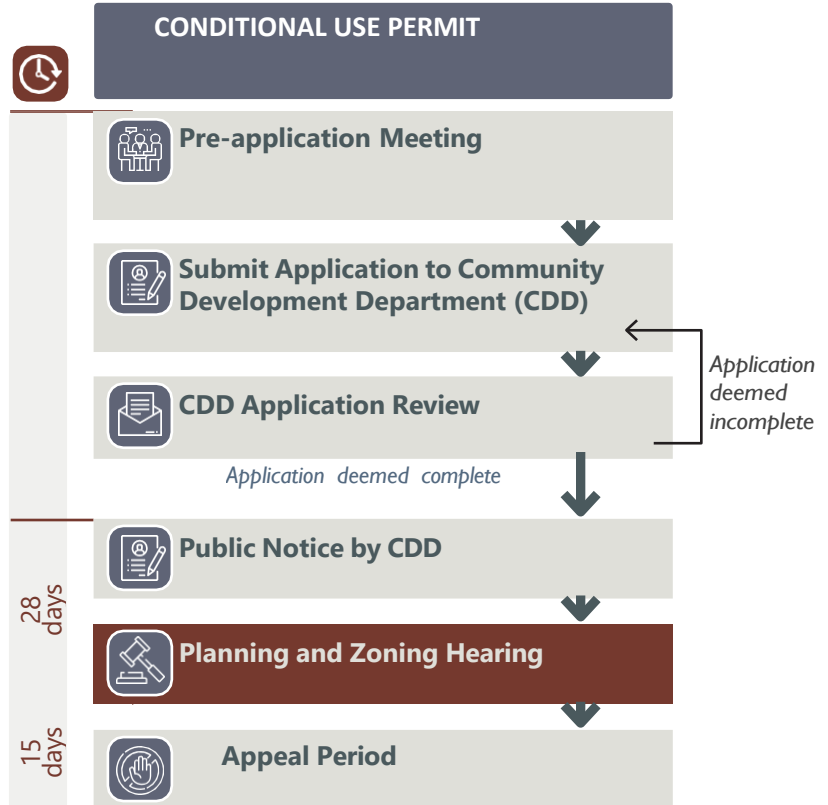 CONDITIONAL USE PERMIT
Pre-application Meeting
Submit Application to Community
Development Department (CDD)
Application
deemed
incomplete
CDD Application Review
Application deemed complete
Public Notice by CDD
28
days
Planning and Zoning Hearing
15
days
Appeal Period